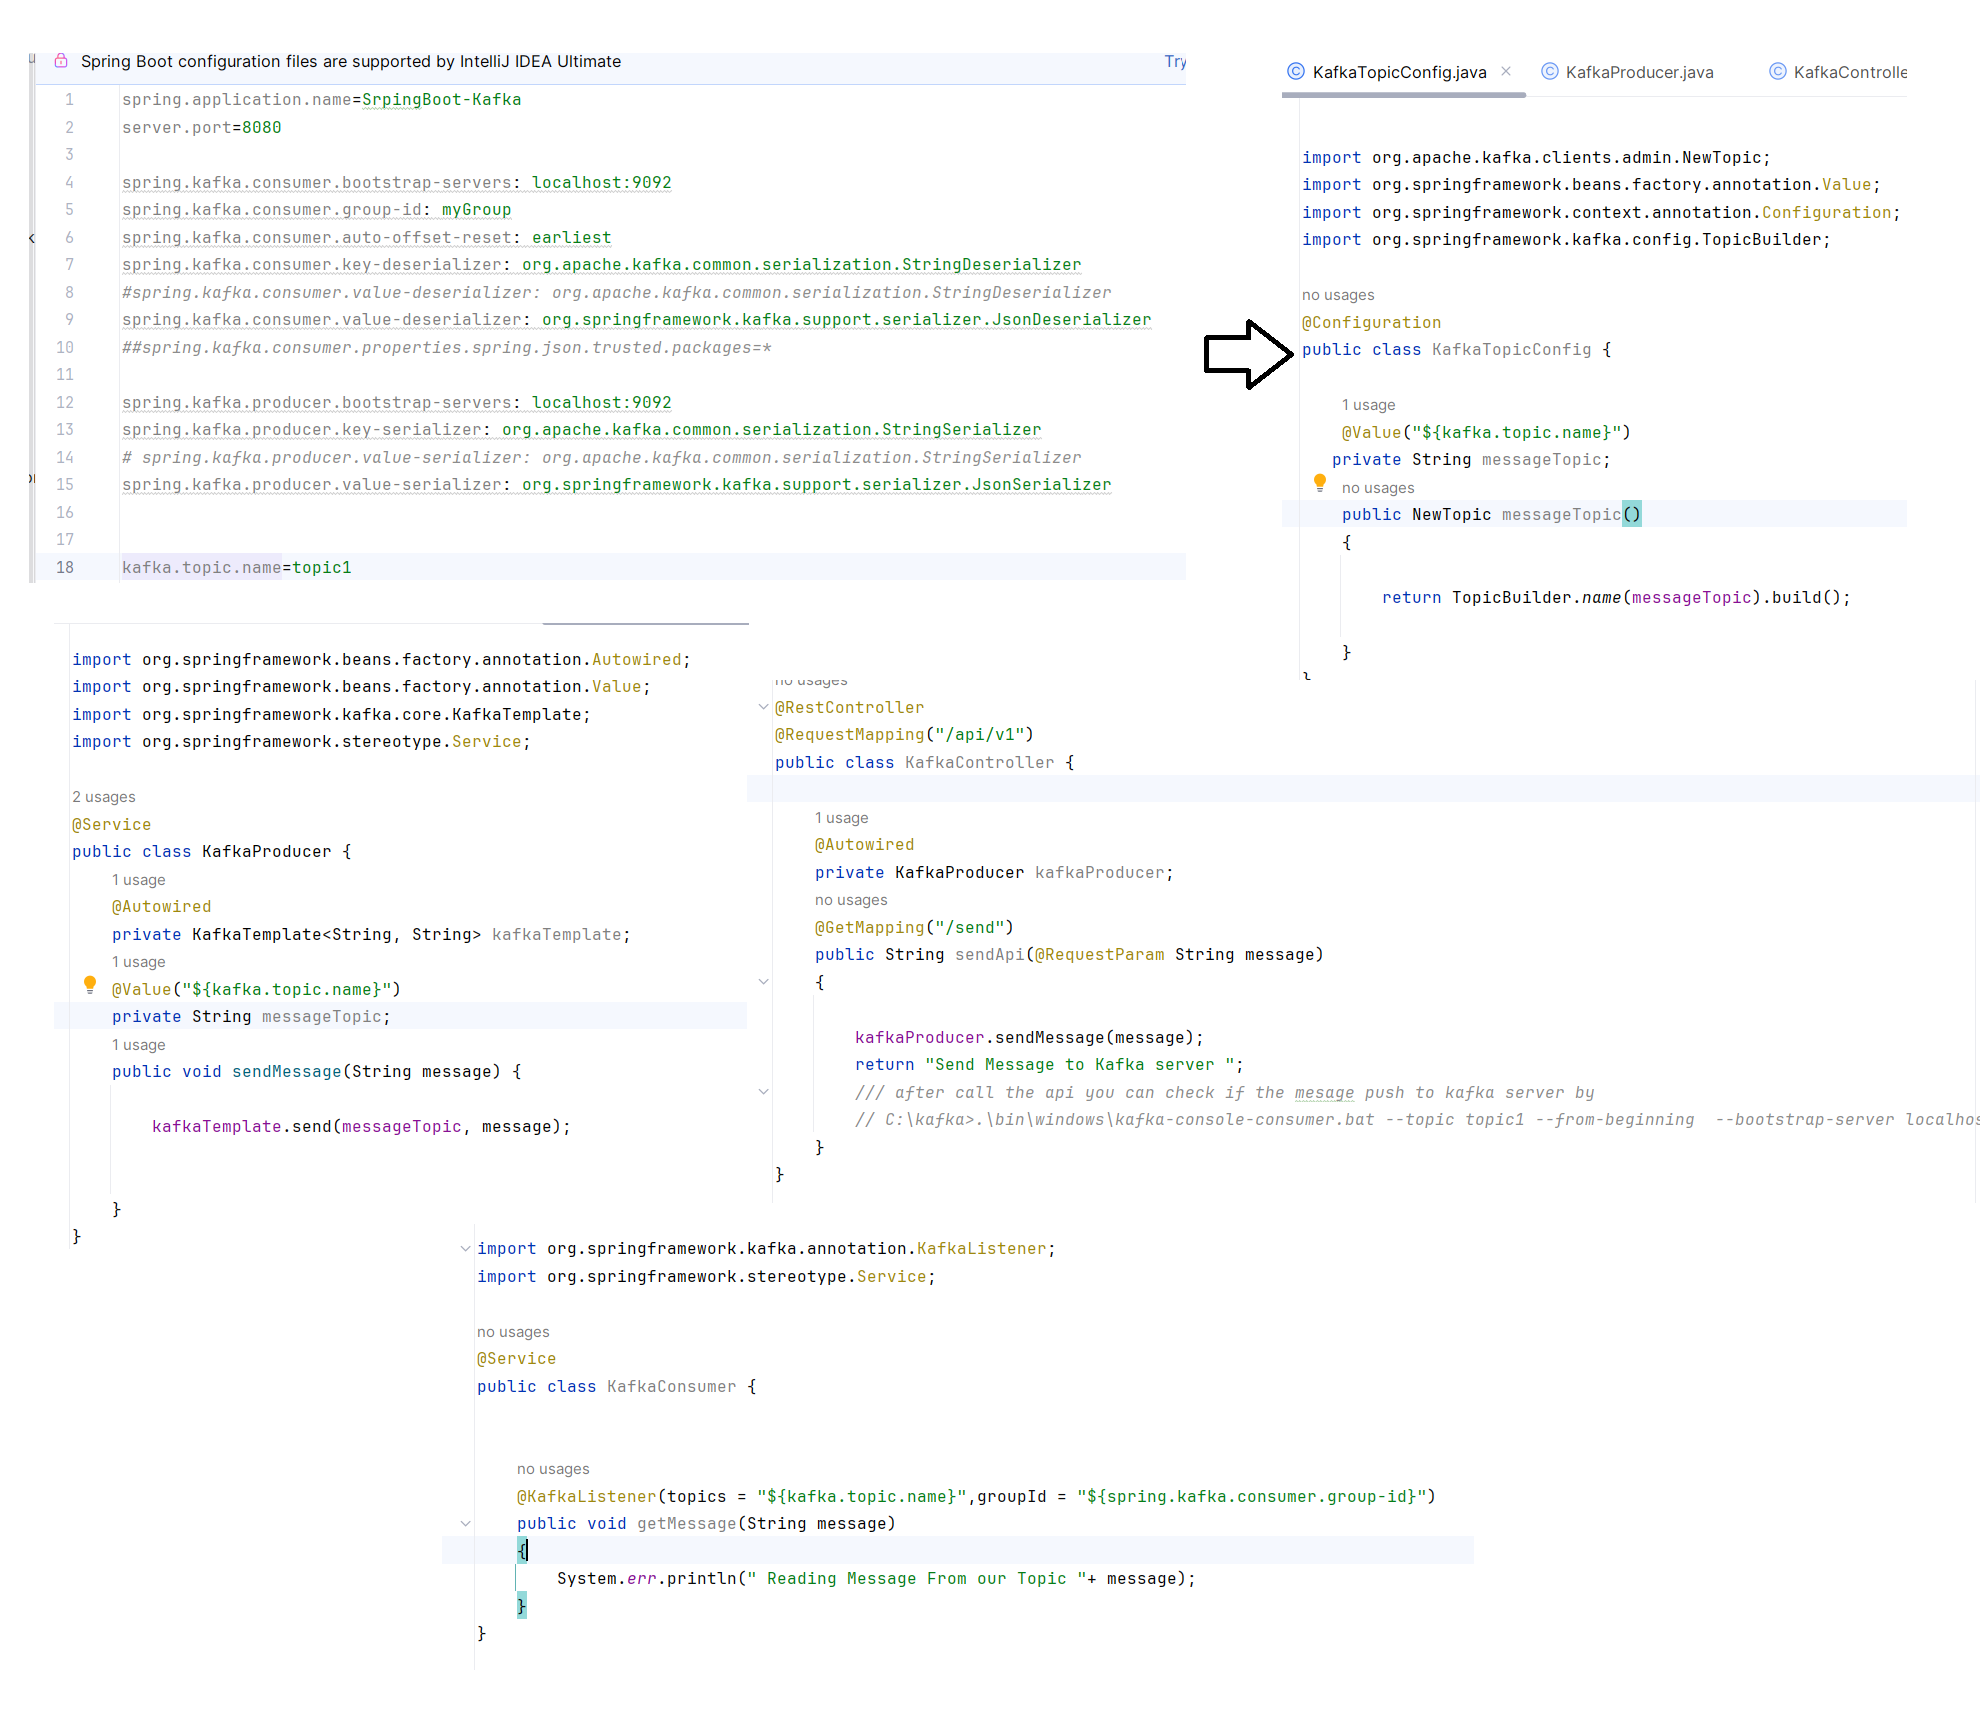 Spring Boot configuration files are supported by IntelliJ IDEA Ultimate Try
1 spring.application.name=SrpingBoot-Kafka
2 server.port=8080
3
4 spring.kafka.consumer.bootstrap-servers: localhost:9092
5 spring.kafka.consumer.group-id: myGroup
6 spring.kafka.consumer.auto-offset-reset: earliest
7 spring.kafka.consumer.key-deserializer: org.apache.kafka.common.serialization.StringDeserializer
8 #spring.kafka.consumer.value-deserializer: org.apache.kafka.common.serialization.StringDeserializer
9 spring.kafka.consumer.value-deserializer: org.springframework.kafka.support.serializer.JsonDeserializer
10 ##spring.kafka.consumer.properties.spring.json.trusted.packages=*
11
12 spring.kafka.producer.bootstrap-servers: localhost:9092
13 spring.kafka.producer.key-serializer: org.apache.kafka.common.serialization.StringSerializer
14 # spring.kafka.producer.value-serializer: org.apache.kafka.common.serialization.StringSerializer
15 spring.kafka.producer.value-serializer: org.springframework.kafka.support.serializer.JsonSerializer
16
17
18 kafka.topic.name=topic1
KafkaTopicConfig.java KafkaProducer.java KafkaControlle
import org.apache.kafka.clients.admin.NewTopic;
import org.springframework.beans.factory.annotation.Value;
import org.springframework.context.annotation.Configuration;
import org.springframework.kafka.config.TopicBuilder;
no usages
@Configuration
public class KafkaTopicConfig {
1 usage
@Value("${kafka.topic.name}")
private String messageTopic;
no usages
public NewTopic messageTopic()
{
return TopicBuilder.name(messageTopic).build();
}
}
import org.springframework.beans.factory.annotation.Autowired;
import org.springframework.beans.factory.annotation.Value;
import org.springframework.kafka.core.KafkaTemplate;
import org.springframework.stereotype.Service;
2 usages
@Service
public class KafkaProducer {
1 usage
@Autowired
private KafkaTemplate<String, String> kafkaTemplate;
1 usage
@Value("${kafka.topic.name}")
private String messageTopic;
1 usage
public void sendMessage(String message) {
kafkaTemplate.send(messageTopic, message);
}
}
no usages
@RestController
@RequestMapping("/api/v1")
public class KafkaController {
1 usage
@Autowired
private KafkaProducer kafkaProducer;
no usages
@GetMapping("/send")
public String sendApi(@RequestParam String message)
{
kafkaProducer.sendMessage(message);
return "Send Message to Kafka server ";
/// after call the api you can check if the mesage push to kafka server by
// C:\kafka>.\bin\windows\kafka-console-consumer.bat --topic topic1 --from-beginning  --bootstrap-server localhos
}
}
import org.springframework.kafka.annotation.KafkaListener;
import org.springframework.stereotype.Service;
no usages
@Service
public class KafkaConsumer {
no usages
@KafkaListener(topics = "${kafka.topic.name}",groupId = "${spring.kafka.consumer.group-id}")
public void getMessage(String message)
{
System.err.println(" Reading Message From our Topic "+ message);
}
}